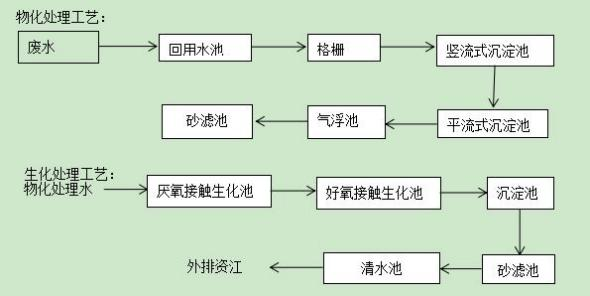 物化处理工艺：
废水
回用水池
格栅
竖流式沉淀池
平流式沉淀池
气浮池
砂滤池
生化处理工艺：
物化处理水
厌氧接触生化池
好氧接触生化池
沉淀池
砂滤池
清水池
外排资江